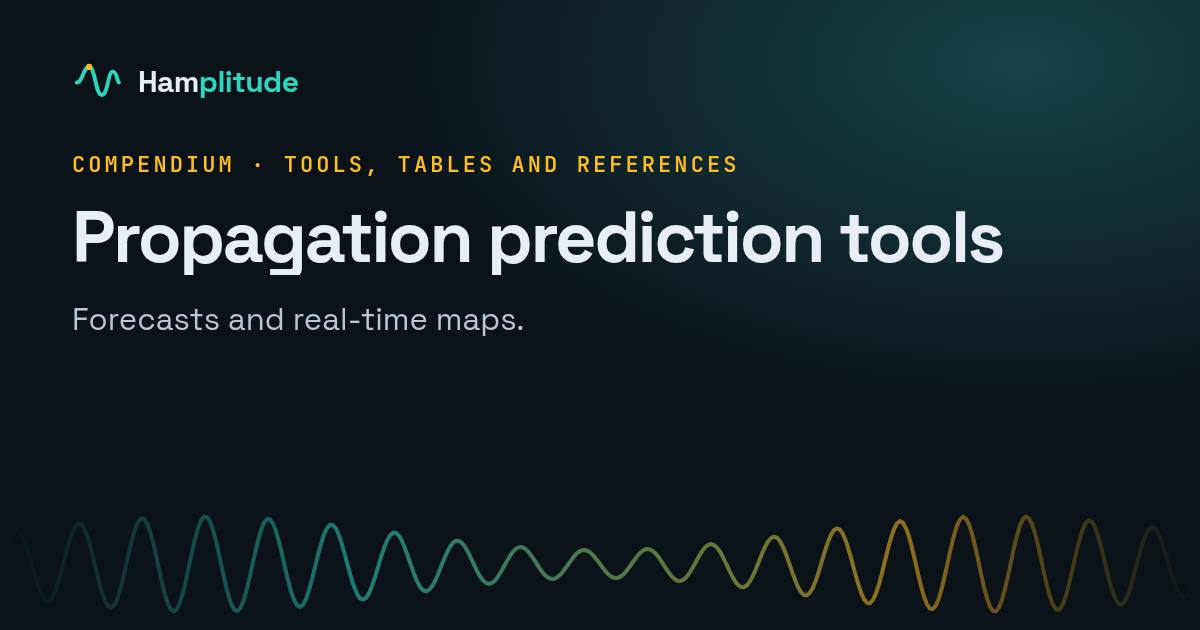 Hamplitude
COMPENDIUM · TOOLS, TABLES AND REFERENCES
Propagation prediction tools
Forecasts and real-time maps.